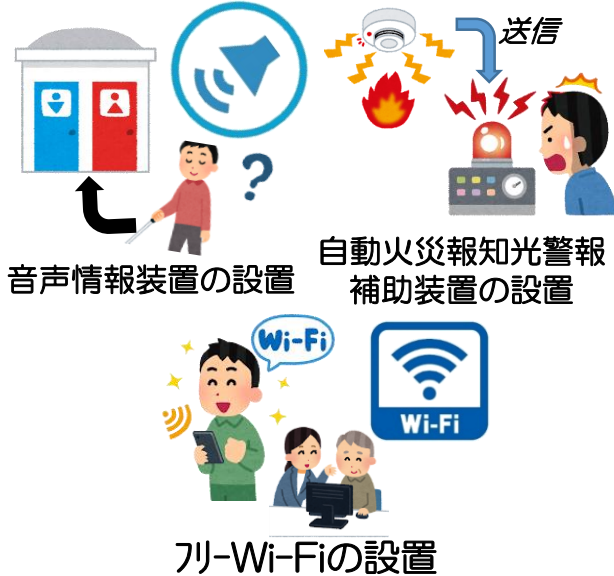 送信
音声情報装置の設置
自動火災報知光警報
補助装置の設置
Wi-Fi
Wi-Fi
フリーWi-Fiの設置